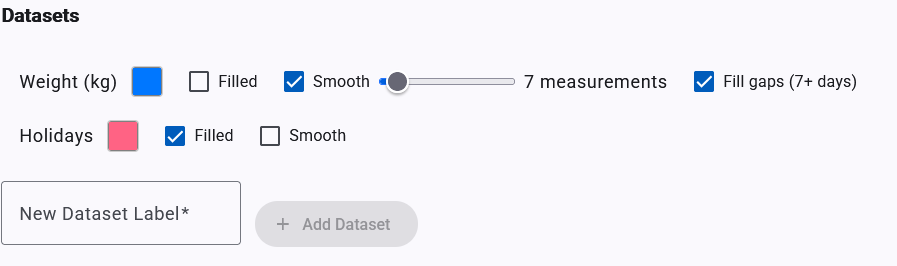 Datasets
Weight (kg) Filled Smooth 7 measurements Fill gaps (7+ days)
Holidays Filled Smooth
New Dataset Label*
+ Add Dataset